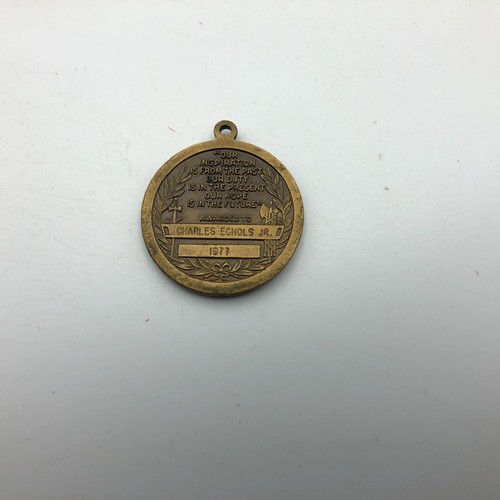 "OUR
INSPIRATION
IS FROM THE PAST
OUR DUTY
IS IN THE PRESENT
OUR HOPE
IS IN THE FUTURE"
AWARDED TO
CHARLES ECHOLS JR.
1977